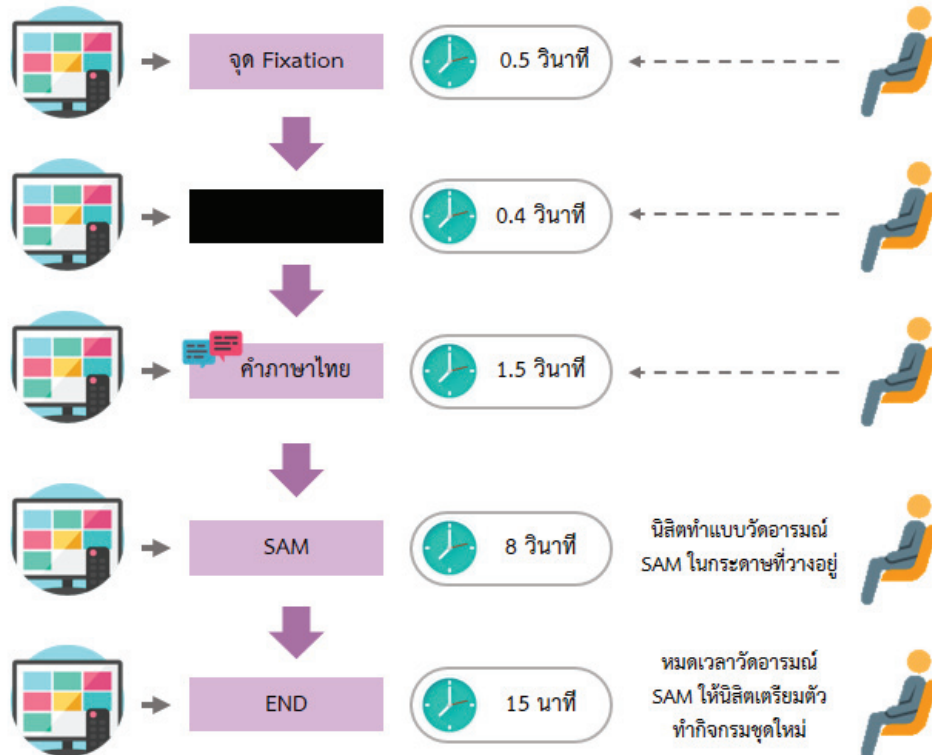 จุด Fixation
0.5 วินาที
0.4 วินาที
คำภาษาไทย
1.5 วินาที
SAM
8 วินาที
นิสิตทำแบบวัดอารมณ์
SAM ในกระดาษที่วางอยู่
END
15 นาที
หมดเวลาวัดอารมณ์
SAM ให้นิสิตเตรียมตัว
ทำกิจกรมชุดใหม่